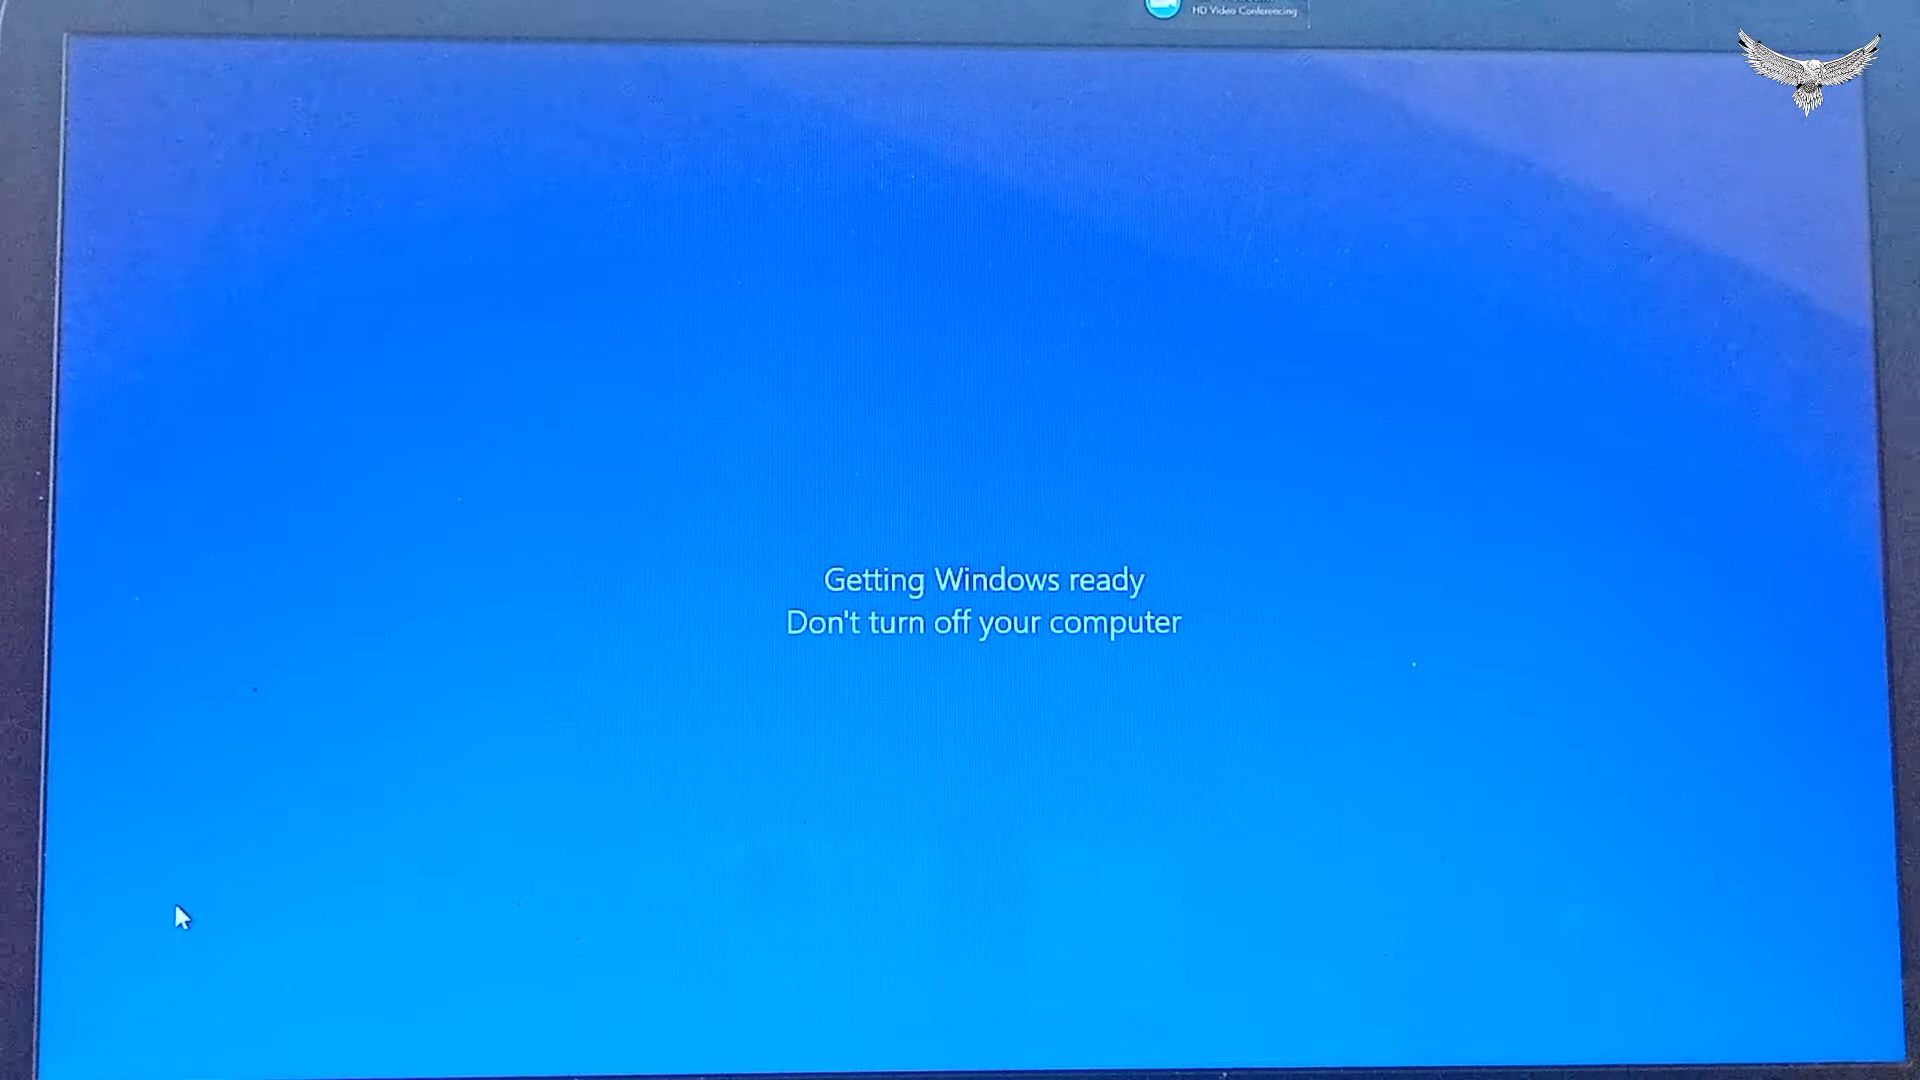 HD Video Conferencing
Getting Windows ready
Don't turn off your computer